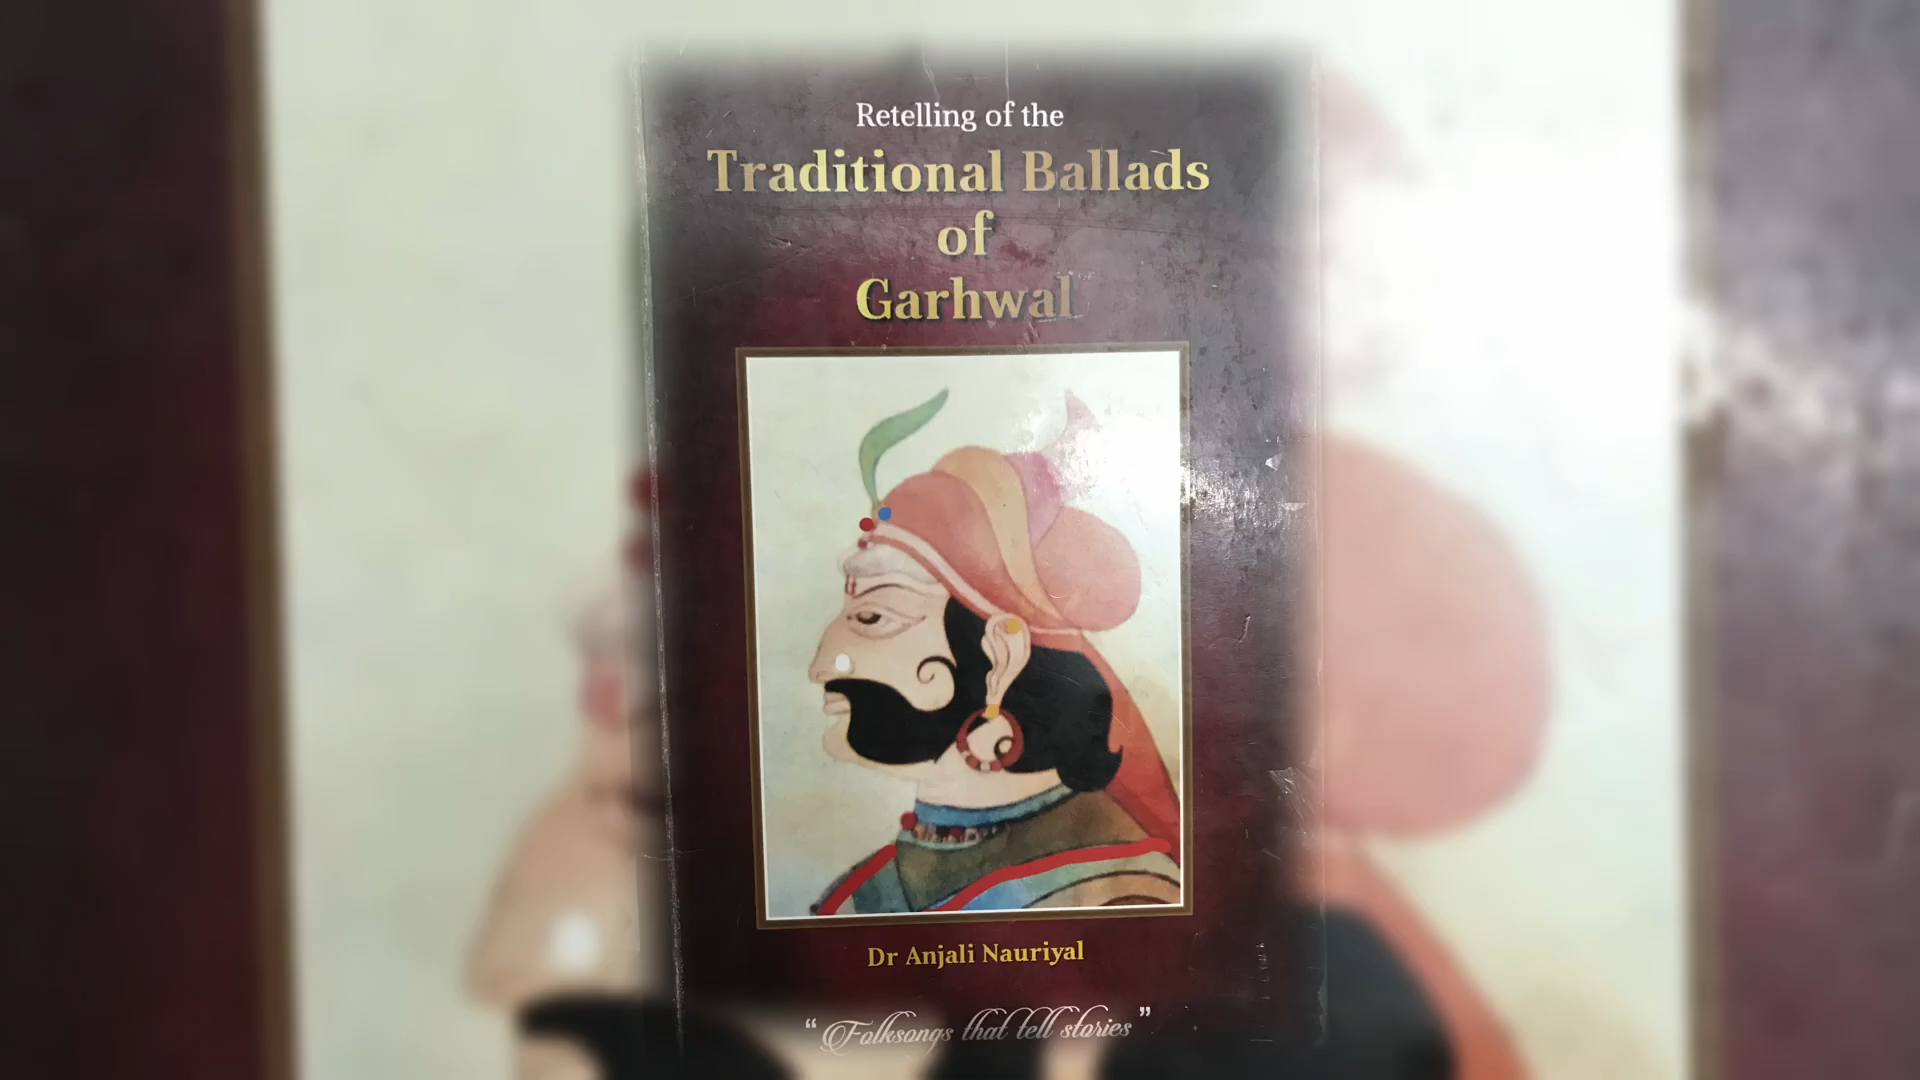 Retelling of the
Traditional Ballads
of
Garhwal
Dr Anjali Nauriyal
“Folksongs that tell stories”